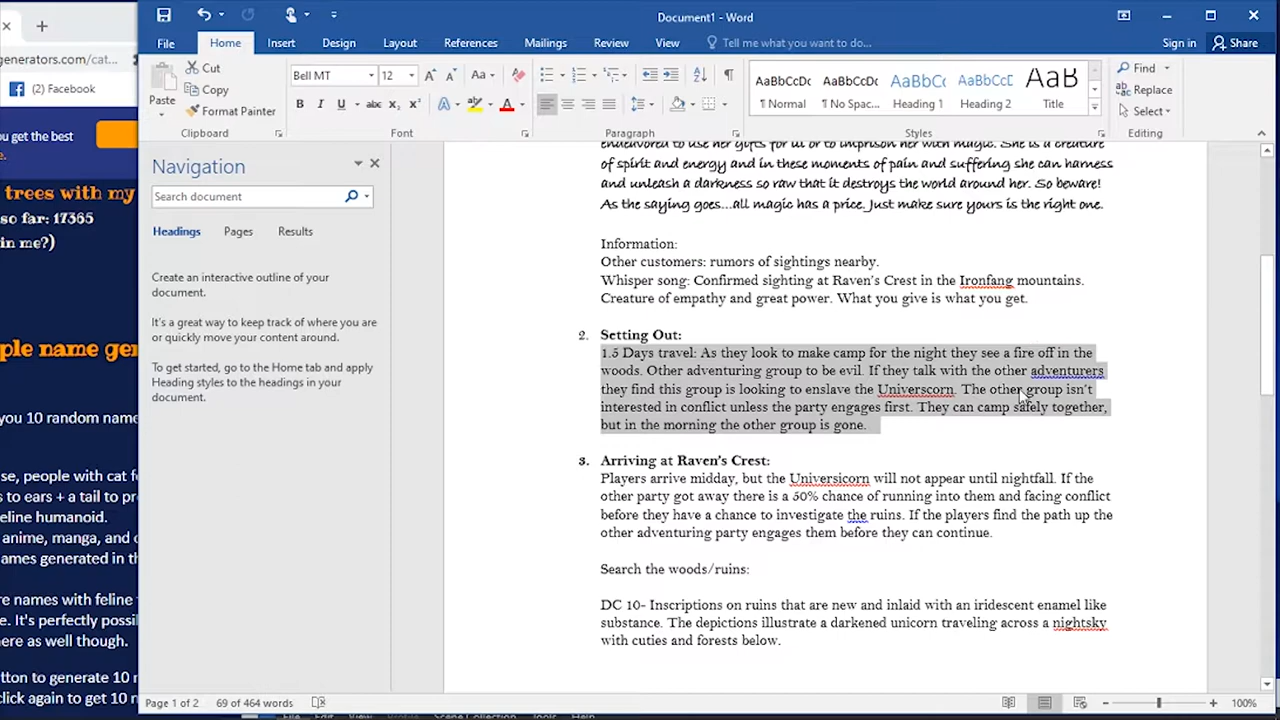 Document1 - Word
File Home Insert Design Layout References Mailings Review View Tell me what you want to do... Sign in Share
Paste Cut Copy Format Painter
Clipboard
Bell MT 12
Font
Paragraph
AaBbCcDc AaBbCcDc AaBbCc AaBbCcD AaB
¶ Normal ¶ No Spac... Heading 1 Heading 2 Title
Styles
Find
Replace
Select
Editing
generators.com/cat...
(2) Facebook
ou get the best
e.
trees with my
so far: 17365
in me?)
ple name gen
you 10 random name
se, people with cat f
s to ears + a tail to pr
eline humanoid.
anime, manga, and
ames generated in th
re names with feline
e. It's perfectly possi
here as well though.
tton to generate 10 r
click again to get 10 n
Navigation
Search document
Headings Pages Results
Create an interactive outline of your
document.
It's a great way to keep track of where you are
or quickly move your content around.
To get started, go to the Home tab and apply
Heading styles to the headings in your
document.
endeavored to use her gifts for ill or to imprison her with magic. She is a creature
of spirit and energy and in these moments of pain and suffering she can harness
and unleash a darkness so raw that it destroys the world around her. So beware!
As the saying goes...all magic has a price. Just make sure yours is the right one.
Information:
Other customers: rumors of sightings nearby.
Whisper song: Confirmed sighting at Raven's Crest in the Ironfang mountains.
Creature of empathy and great power. What you give is what you get.
2. Setting Out:
1.5 Days travel: As they look to make camp for the night they see a fire off in the
woods. Other adventuring group to be evil. If they talk with the other adventurers
they find this group is looking to enslave the Universcorn. The other group isn't
interested in conflict unless the party engages first. They can camp safely together,
but in the morning the other group is gone.
3. Arriving at Raven's Crest:
Players arrive midday, but the Universicorn will not appear until nightfall. If the
other party got away there is a 50% chance of running into them and facing conflict
before they have a chance to investigate the ruins. If the players find the path up the
other adventuring party engages them before they can continue.
Search the woods/ruins:
DC 10- Inscriptions on ruins that are new and inlaid with an iridescent enamel like
substance. The depictions illustrate a darkened unicorn traveling across a nightsky
with cuties and forests below.
Page 1 of 2 69 of 464 words 100%